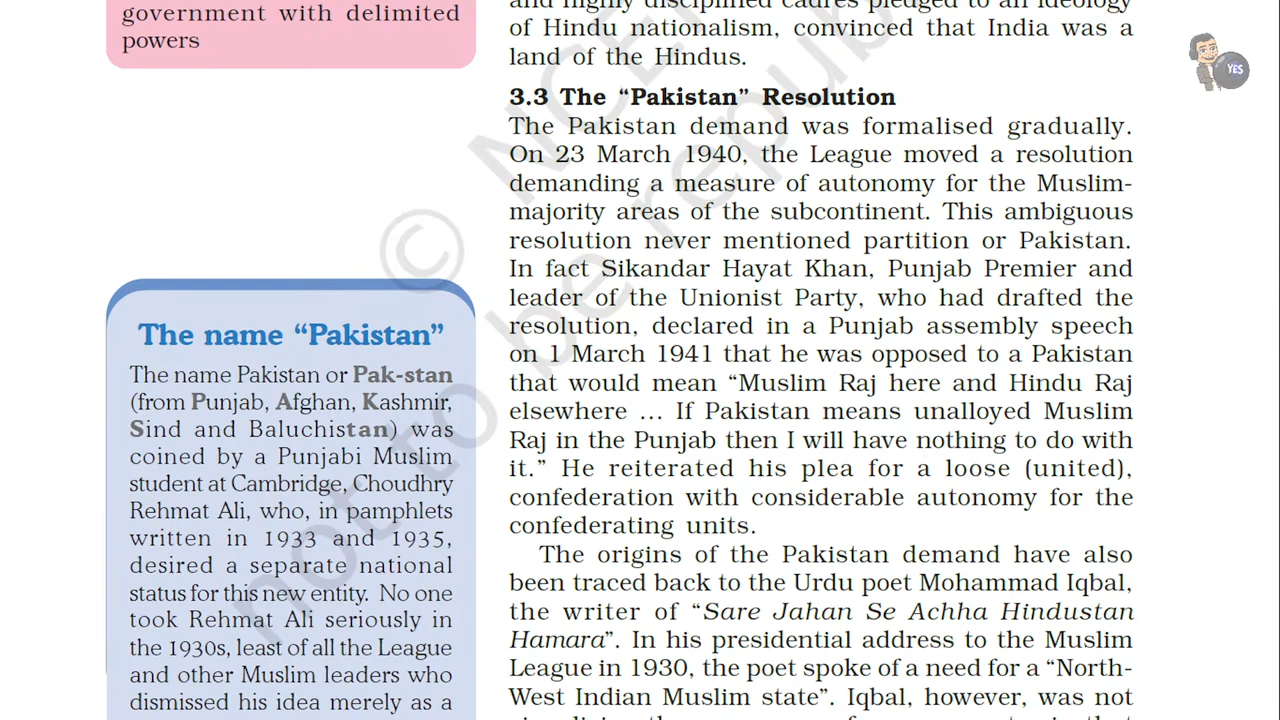 government with delimited
powers
and highly disciplined cadres pledged to an ideology
of Hindu nationalism, convinced that India was a
land of the Hindus.
YES
3.3 The “Pakistan” Resolution
The Pakistan demand was formalised gradually.
On 23 March 1940, the League moved a resolution
demanding a measure of autonomy for the Muslim-
majority areas of the subcontinent. This ambiguous
resolution never mentioned partition or Pakistan.
In fact Sikandar Hayat Khan, Punjab Premier and
leader of the Unionist Party, who had drafted the
resolution, declared in a Punjab assembly speech
on 1 March 1941 that he was opposed to a Pakistan
that would mean “Muslim Raj here and Hindu Raj
elsewhere ... If Pakistan means unalloyed Muslim
Raj in the Punjab then I will have nothing to do with
it.” He reiterated his plea for a loose (united),
confederation with considerable autonomy for the
confederating units.
The origins of the Pakistan demand have also
been traced back to the Urdu poet Mohammad Iqbal,
the writer of “Sare Jahan Se Achha Hindustan
Hamara”. In his presidential address to the Muslim
League in 1930, the poet spoke of a need for a “North-
West Indian Muslim state”. Iqbal, however, was not
The name “Pakistan”
The name Pakistan or Pak-stan
(from Punjab, Afghan, Kashmir,
Sind and Baluchistan) was
coined by a Punjabi Muslim
student at Cambridge, Choudhry
Rehmat Ali, who, in pamphlets
written in 1933 and 1935,
desired a separate national
status for this new entity. No one
took Rehmat Ali seriously in
the 1930s, least of all the League
and other Muslim leaders who
dismissed his idea merely as a
© NCE
not to be repub